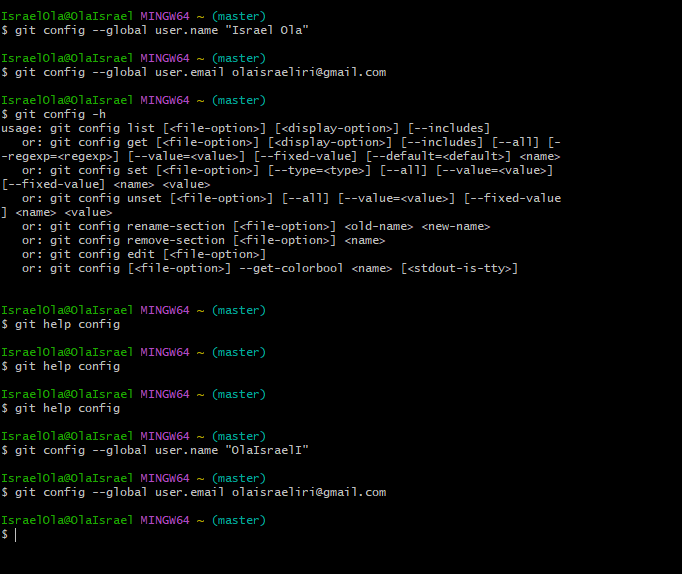 IsraelOla@OlaIsrael MINGW64 ~ (master)
$ git config --global user.name "Israel Ola"
IsraelOla@OlaIsrael MINGW64 ~ (master)
$ git config --global user.email olaisraeliri@gmail.com
IsraelOla@OlaIsrael MINGW64 ~ (master)
$ git config -h
usage: git config list [<file-option>] [<display-option>] [--includes]
   or: git config get [<file-option>] [<display-option>] [--includes] [--all] [-
-regexp=<regexp>] [--value=<value>] [--fixed-value] [--default=<default>] <name>
   or: git config set [<file-option>] [--type=<type>] [--all] [--value=<value>]
[--fixed-value] <name> <value>
   or: git config unset [<file-option>] [--all] [--value=<value>] [--fixed-value
] <name> <value>
   or: git config rename-section [<file-option>] <old-name> <new-name>
   or: git config remove-section [<file-option>] <name>
   or: git config edit [<file-option>]
   or: git config [<file-option>] --get-colorbool <name> [<stdout-is-tty>]
IsraelOla@OlaIsrael MINGW64 ~ (master)
$ git help config
IsraelOla@OlaIsrael MINGW64 ~ (master)
$ git help config
IsraelOla@OlaIsrael MINGW64 ~ (master)
$ git help config
IsraelOla@OlaIsrael MINGW64 ~ (master)
$ git config --global user.name "OlaIsraelI"
IsraelOla@OlaIsrael MINGW64 ~ (master)
$ git config --global user.email olaisraeliri@gmail.com
IsraelOla@OlaIsrael MINGW64 ~ (master)
$